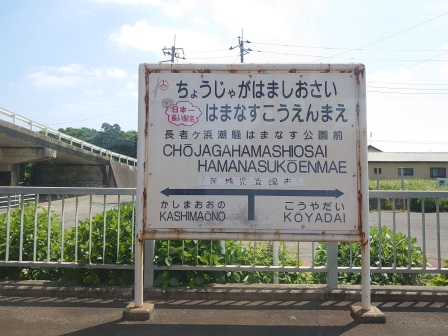 ちょうじゃがはましおさい
はまなすこうえんまえ
日本一
長い駅名
長者ヶ浜潮騒はまなす公園前
CHŌJAGAHAMASHIOSAI
HAMANASUKŌENMAE
茨城県鹿嶋市
かしまおおの
KASHIMAŌNO
こうやだい
KŌYADAI